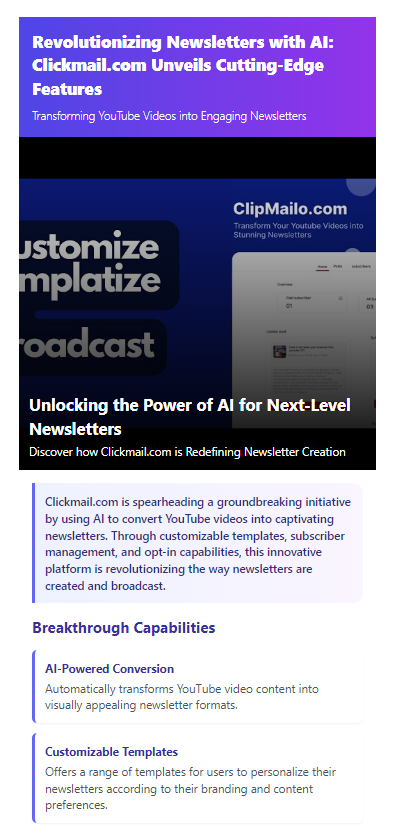 Revolutionizing Newsletters with AI:
Clickmail.com Unveils Cutting-Edge
Features
Transforming YouTube Videos into Engaging Newsletters
ClipMailo.com
Transform Your Youtube Videos into
Stunning Newsletters
ustomize
mplatize
roadcast
Overview
01
03
Unlocking the Power of AI for Next-Level
Newsletters
Discover how Clickmail.com is Redefining Newsletter Creation
Clickmail.com is spearheading a groundbreaking initiative
by using AI to convert YouTube videos into captivating
newsletters. Through customizable templates, subscriber
management, and opt-in capabilities, this innovative
platform is revolutionizing the way newsletters are
created and broadcast.
Breakthrough Capabilities
AI-Powered Conversion
Automatically transforms YouTube video content into
visually appealing newsletter formats.
Customizable Templates
Offers a range of templates for users to personalize their
newsletters according to their branding and content
preferences.